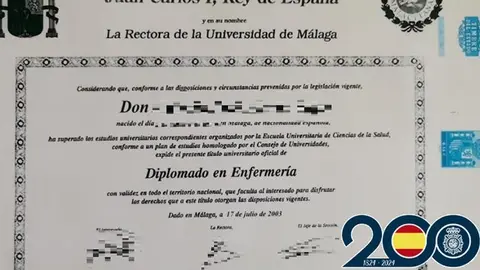 Juan Carlos I, Rey de España
y en su nombre
La Rectora de la Universidad de Málaga
Considerando que, conforme a las disposiciones y circunstancias prevenidas por la legislación vigente,
Don
nacido el día en Málaga, de nacionalidad española,
ha superado los estudios universitarios correspondientes organizados por la Escuela Universitaria de Ciencias de la Salud,
conforme a un plan de estudios homologado por el Consejo de Universidades,
expide el presente título universitario oficial de
Diplomado en Enfermería
con validez en todo el territorio nacional, que faculta al interesado para disfrutar
los derechos que a este título otorgan las disposiciones vigentes.
Dado en Málaga, a 17 de julio de 2003
El interesado,
La Rectora,
El Jefe de la Sección,
200
1824 - 2024